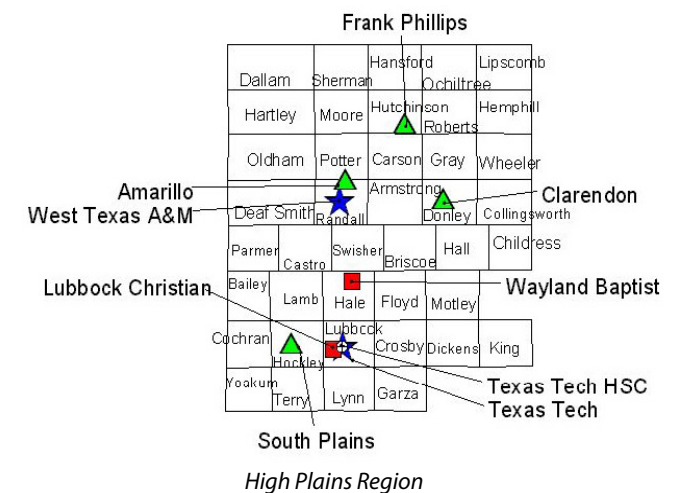 Frank Phillips
Hansford
Lipscomb
Dallam
Sherman
Ochiltree
Hartley
Moore
Hutchinson
Roberts
Hemphill
Oldham
Potter
Carson
Gray
Wheeler
Amarillo
West Texas A&M
Deaf Smith
Randall
Armstrong
Donley
Collingsworth
Clarendon
Parmer
Castro
Swisher
Briscoe
Hall
Childress
Lubbock Christian
Bailey
Lamb
Hale
Floyd
Motley
Wayland Baptist
Cochran
Hockley
Lubbock
Crosby
Dickens
King
Texas Tech HSC
Texas Tech
Yoakum
Terry
Lynn
Garza
South Plains
High Plains Region